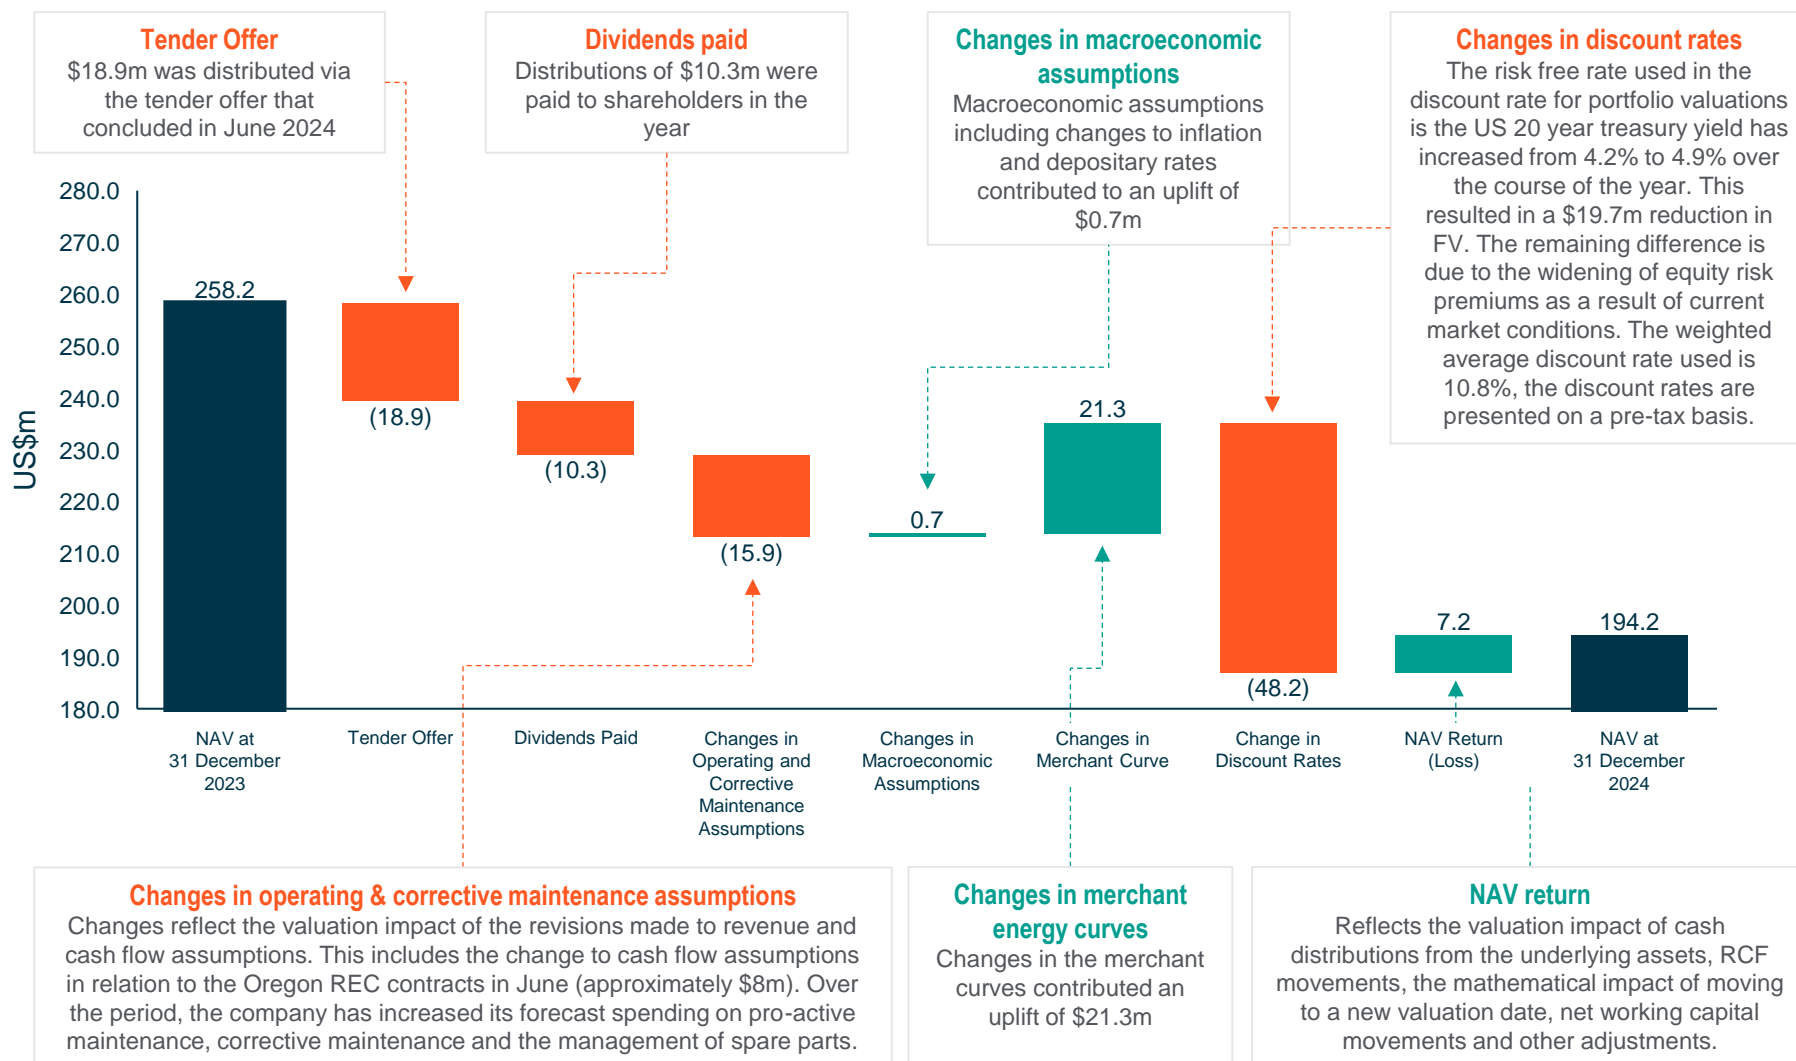 Tender Offer
$18.9m was distributed via
the tender offer that
concluded in June 2024
Dividends paid
Distributions of $10.3m were
paid to shareholders in the
year
Changes in macroeconomic
assumptions
Macroeconomic assumptions
including changes to inflation
and depositary rates
contributed to an uplift of
$0.7m
Changes in discount rates
The risk free rate used in the
discount rate for portfolio valuations
is the US 20 year treasury yield has
increased from 4.2% to 4.9% over
the course of the year. This
resulted in a $19.7m reduction in
FV. The remaining difference is
due to the widening of equity risk
premiums as a result of current
market conditions. The weighted
average discount rate used is
10.8%, the discount rates are
presented on a pre-tax basis.
US$m
280.0
270.0
260.0
250.0
240.0
230.0
220.0
210.0
200.0
190.0
180.0
258.2
(18.9)
(10.3)
(15.9)
0.7
21.3
(48.2)
7.2
194.2
NAV at
31 December
2023
Tender Offer
Dividends Paid
Changes in
Operating and
Corrective
Maintenance
Assumptions
Changes in
Macroeconomic
Assumptions
Changes in
Merchant Curve
Change in
Discount Rates
NAV Return
(Loss)
NAV at
31 December
2024
Changes in operating & corrective maintenance assumptions
Changes reflect the valuation impact of the revisions made to revenue and
cash flow assumptions. This includes the change to cash flow assumptions
in relation to the Oregon REC contracts in June (approximately $8m). Over
the period, the company has increased its forecast spending on pro-active
maintenance, corrective maintenance and the management of spare parts.
Changes in merchant
energy curves
Changes in the merchant
curves contributed an
uplift of $21.3m
NAV return
Reflects the valuation impact of cash
distributions from the underlying assets, RCF
movements, the mathematical impact of moving
to a new valuation date, net working capital
movements and other adjustments.